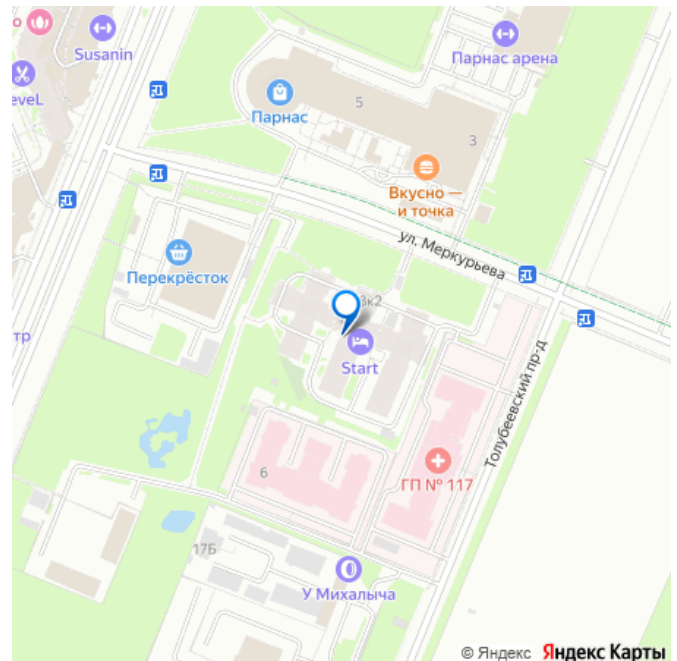 Susanin
Парнас арена
eveL
5
Парнас
3
Вкусно —
и точка
ул. Меркурьева
Перекрёсток
3к2
тр
Start
Толубеевский пр-д
6
ГП № 117
17Б
У Михалыча
© Яндекс Яндекс Карты